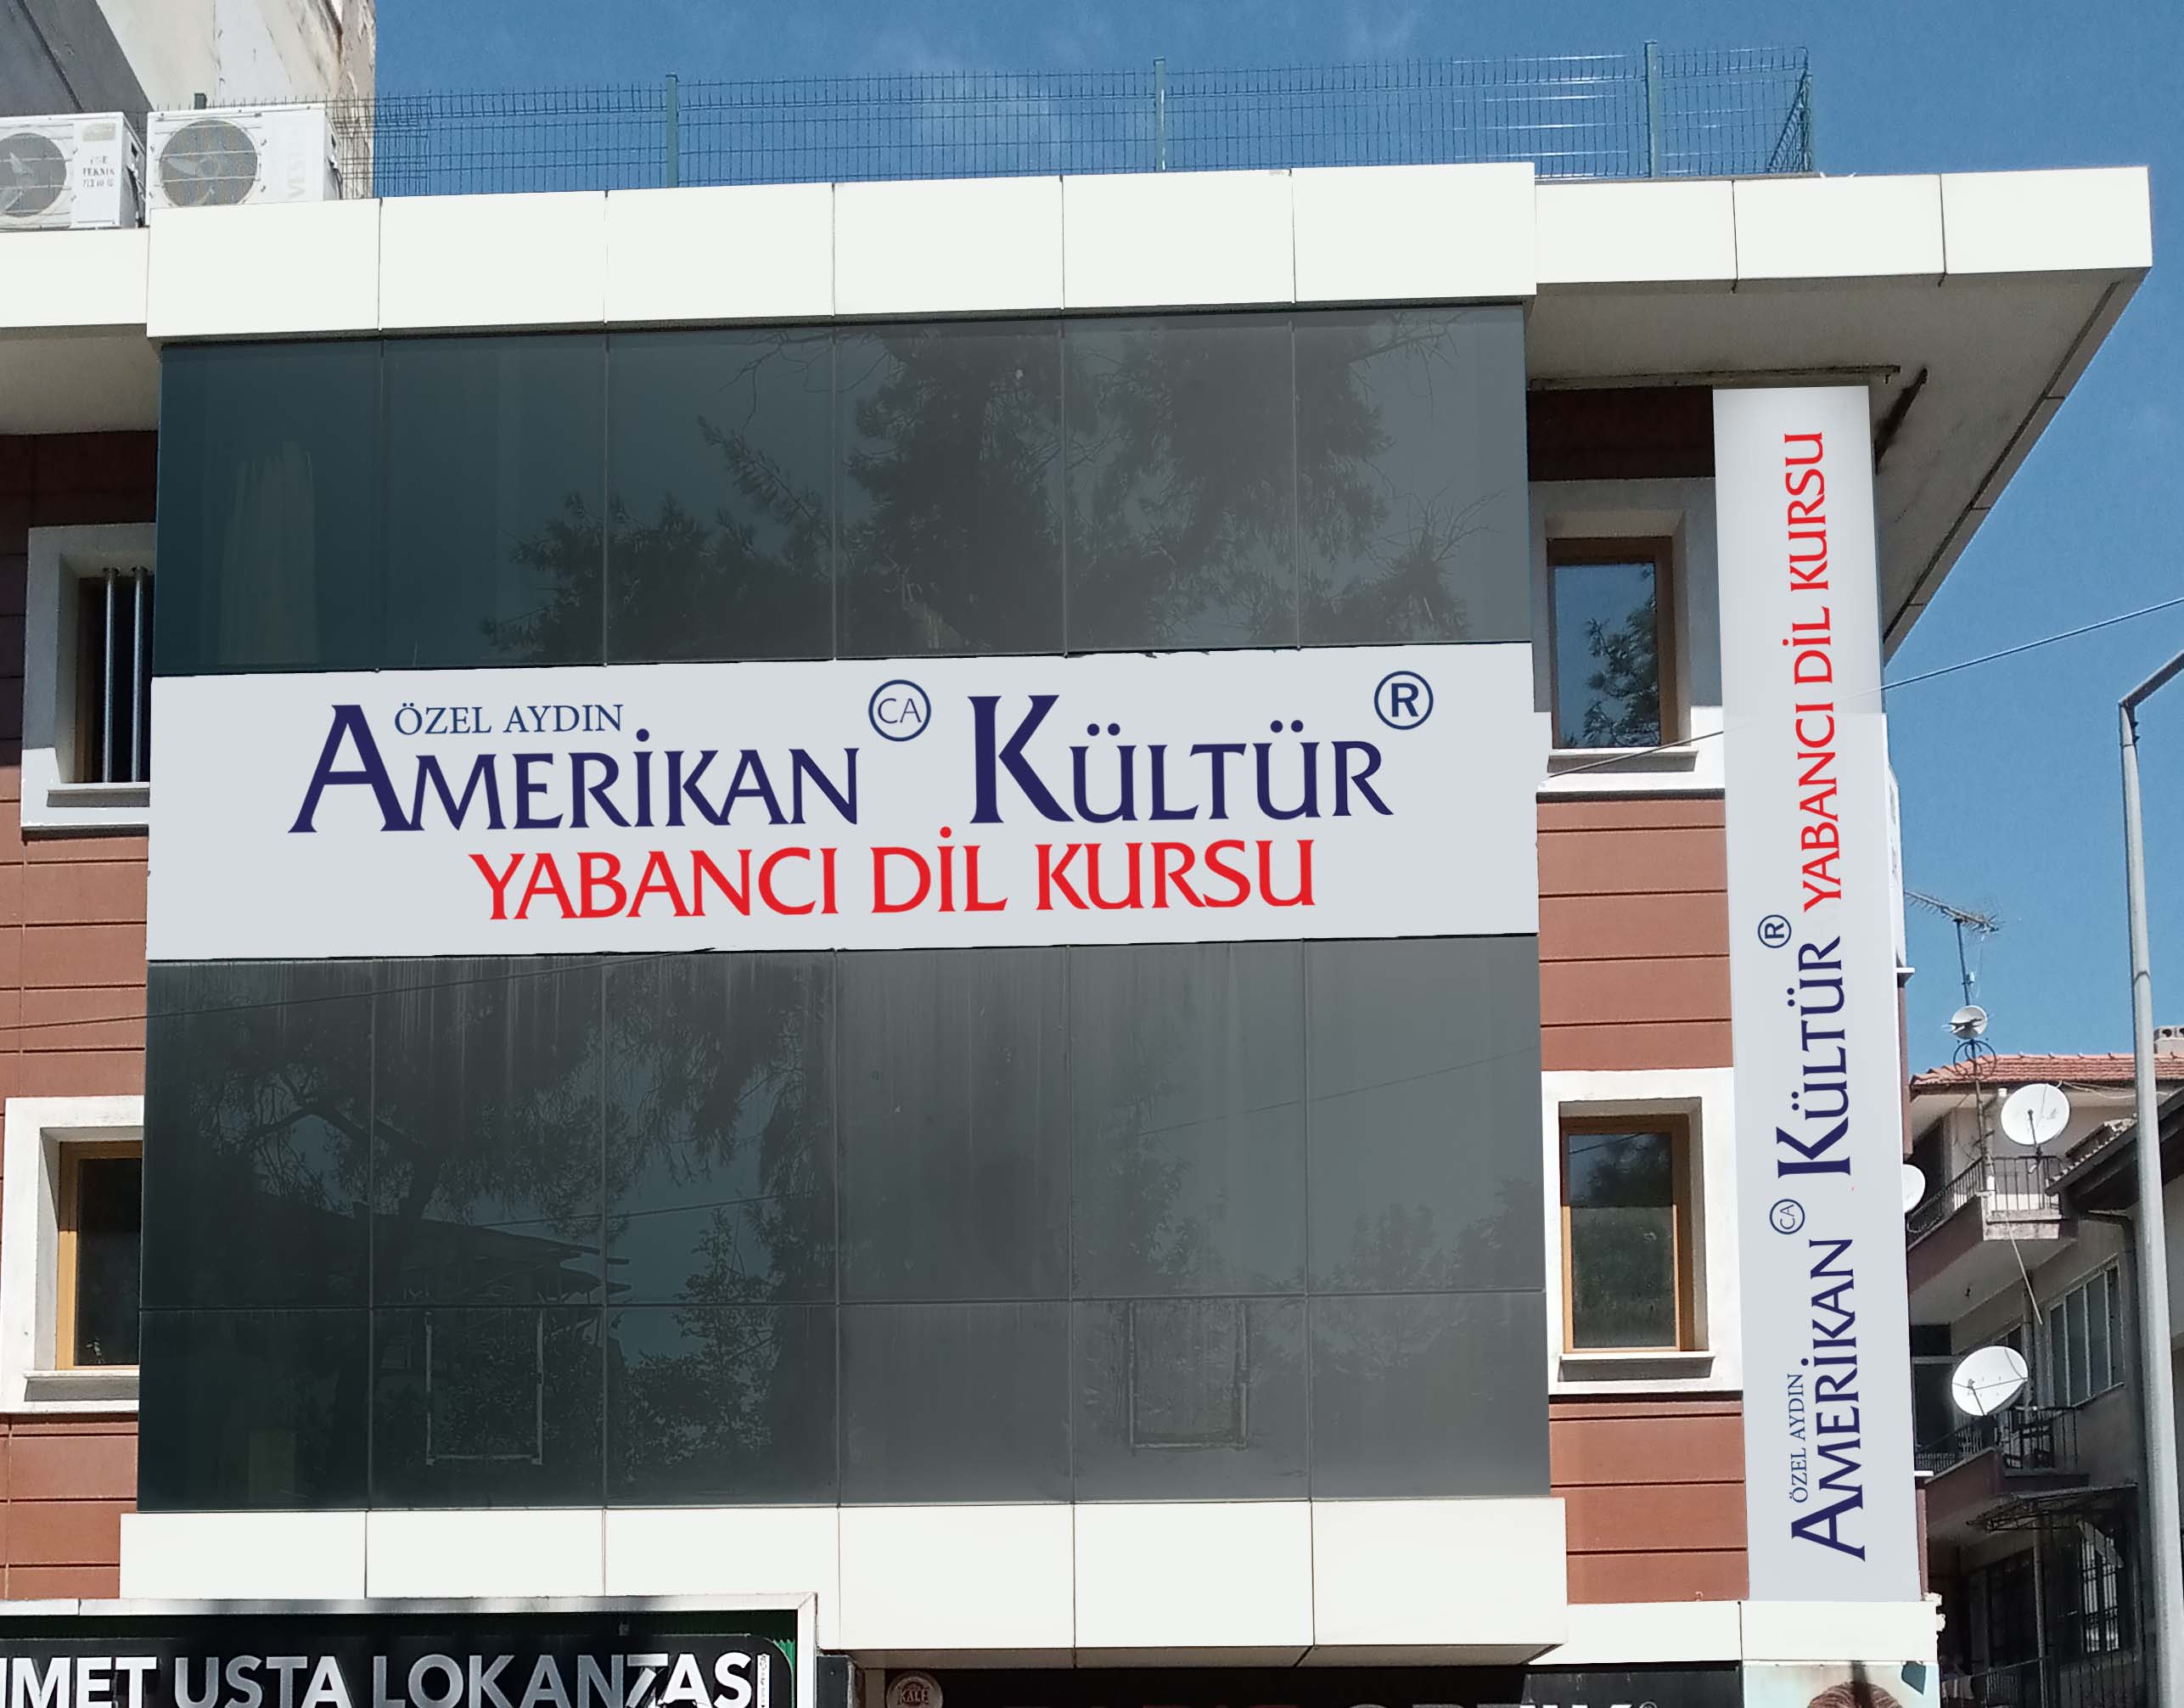 ÖZEL AYDIN
AMERİKAN CA KÜLTÜR ®
YABANCI DİL KURSU
ÖZEL AYDIN
AMERİKAN CA KÜLTÜR ® YABANCI DİL KURSU
USTA LOKANTASI
KALE